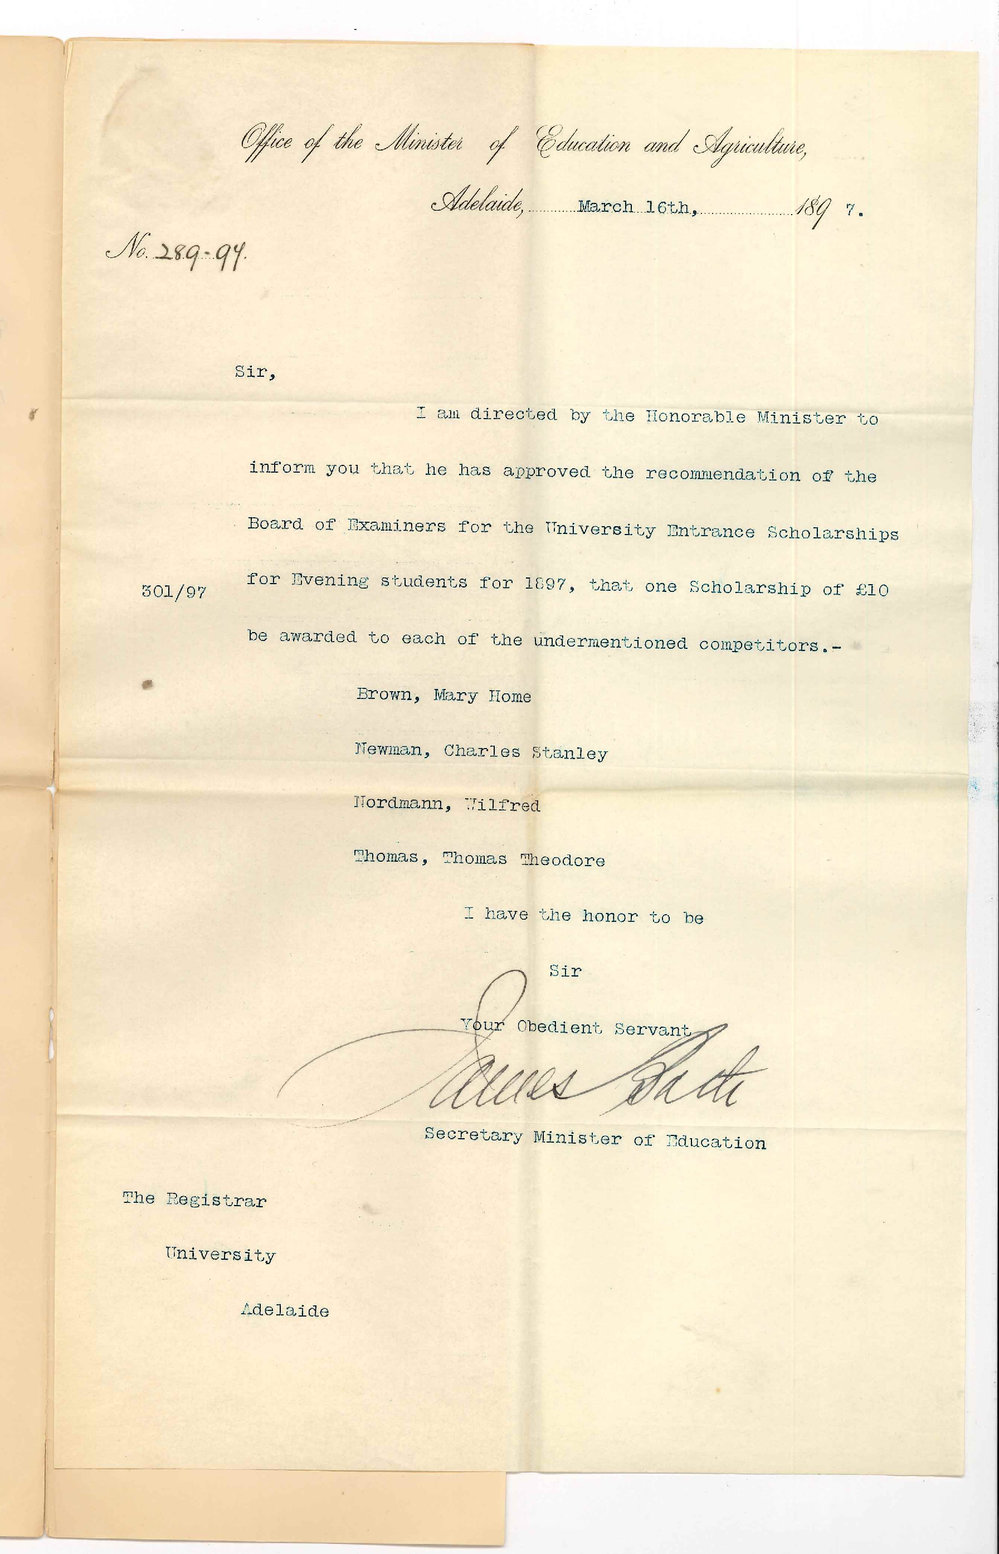 Office of the Minister of Education and Agriculture,
Adelaide, March 16th, 1897.
No. 289-97.
Sir,
I am directed by the Honorable Minister to
inform you that he has approved the recommendation of the
Board of Examiners for the University Entrance Scholarships
for Evening students for 1897, that one Scholarship of £10
301/97
be awarded to each of the undermentioned competitors.-
Brown, Mary Home
Newman, Charles Stanley
Nordmann, Wilfred
Thomas, Thomas Theodore
I have the honor to be
Sir
Your Obedient Servant
James
Secretary Minister of Education
The Registrar
University
Adelaide